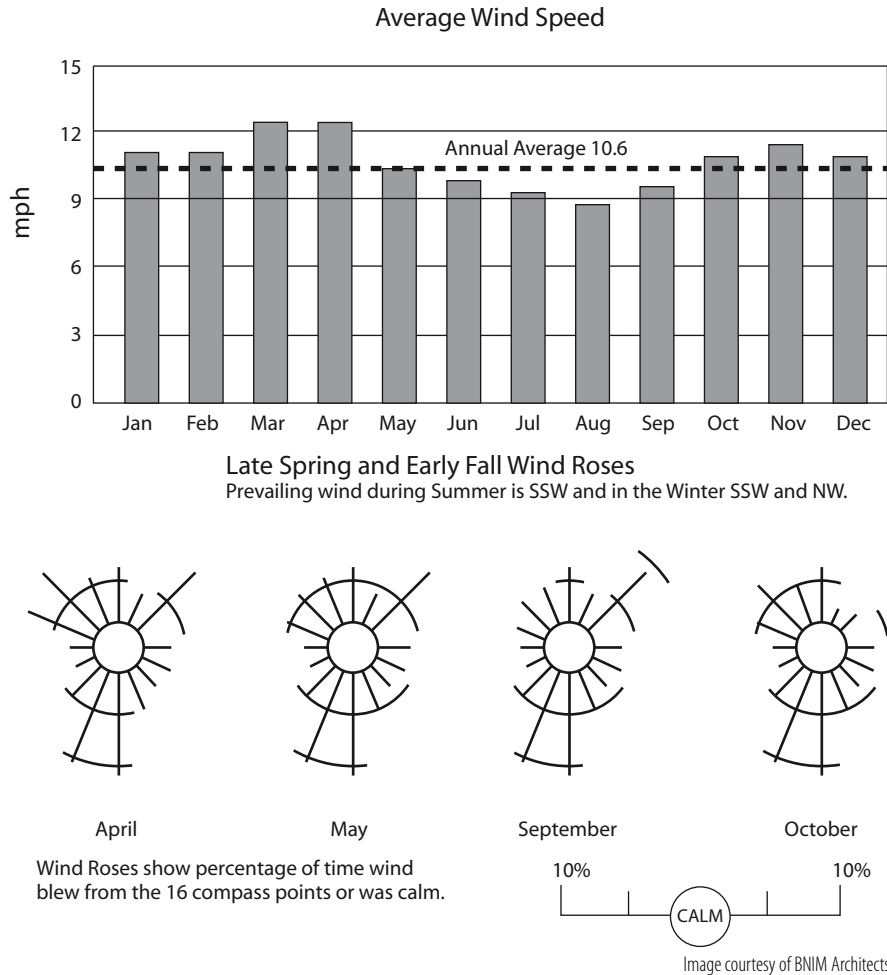 Average Wind Speed
15
12
Annual Average 10.6
9
mph
6
3
0
Jan Feb Mar Apr May Jun Jul Aug Sep Oct Nov Dec
Late Spring and Early Fall Wind Roses
Prevailing wind during Summer is SSW and in the Winter SSW and NW.
April May September October
Wind Roses show percentage of time wind
blew from the 16 compass points or was calm.
10% 10%
CALM
Image courtesy of BNIM Architects